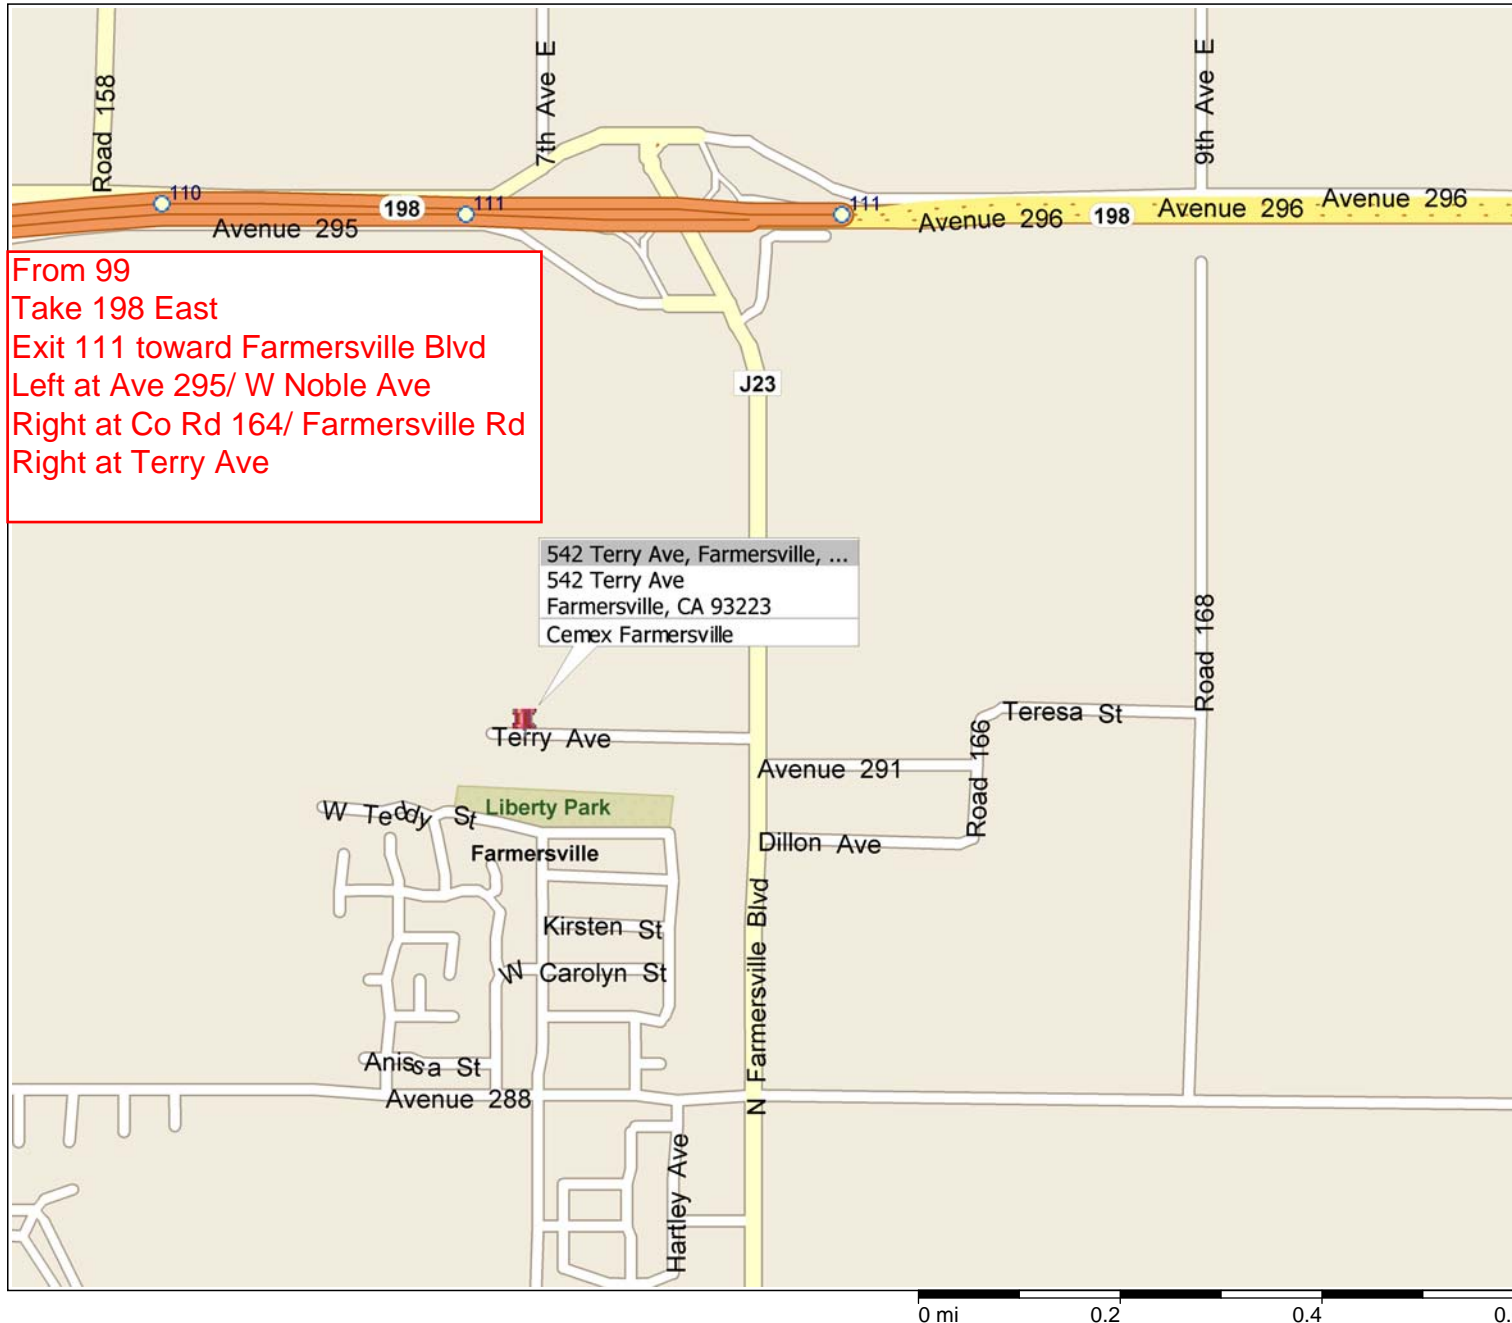 Road 158
7th Ave E
9th Ave E
110
198
111
111
Avenue 295
Avenue 296
198
Avenue 296
Avenue 296
From 99
Take 198 East
Exit 111 toward Farmersville Blvd
Left at Ave 295/ W Noble Ave
Right at Co Rd 164/ Farmersville Rd
Right at Terry Ave
J23
542 Terry Ave, Farmersville, ...
542 Terry Ave
Farmersville, CA 93223
Cemex Farmersville
Road 168
Terry Ave
Teresa St
Avenue 291
Road 166
Liberty Park
W Teddy St
Dillon Ave
Farmersville
Kirsten St
W Carolyn St
N Farmersville Blvd
Anissa St
Avenue 288
Hartley Ave
0 mi
0.2
0.4
0.